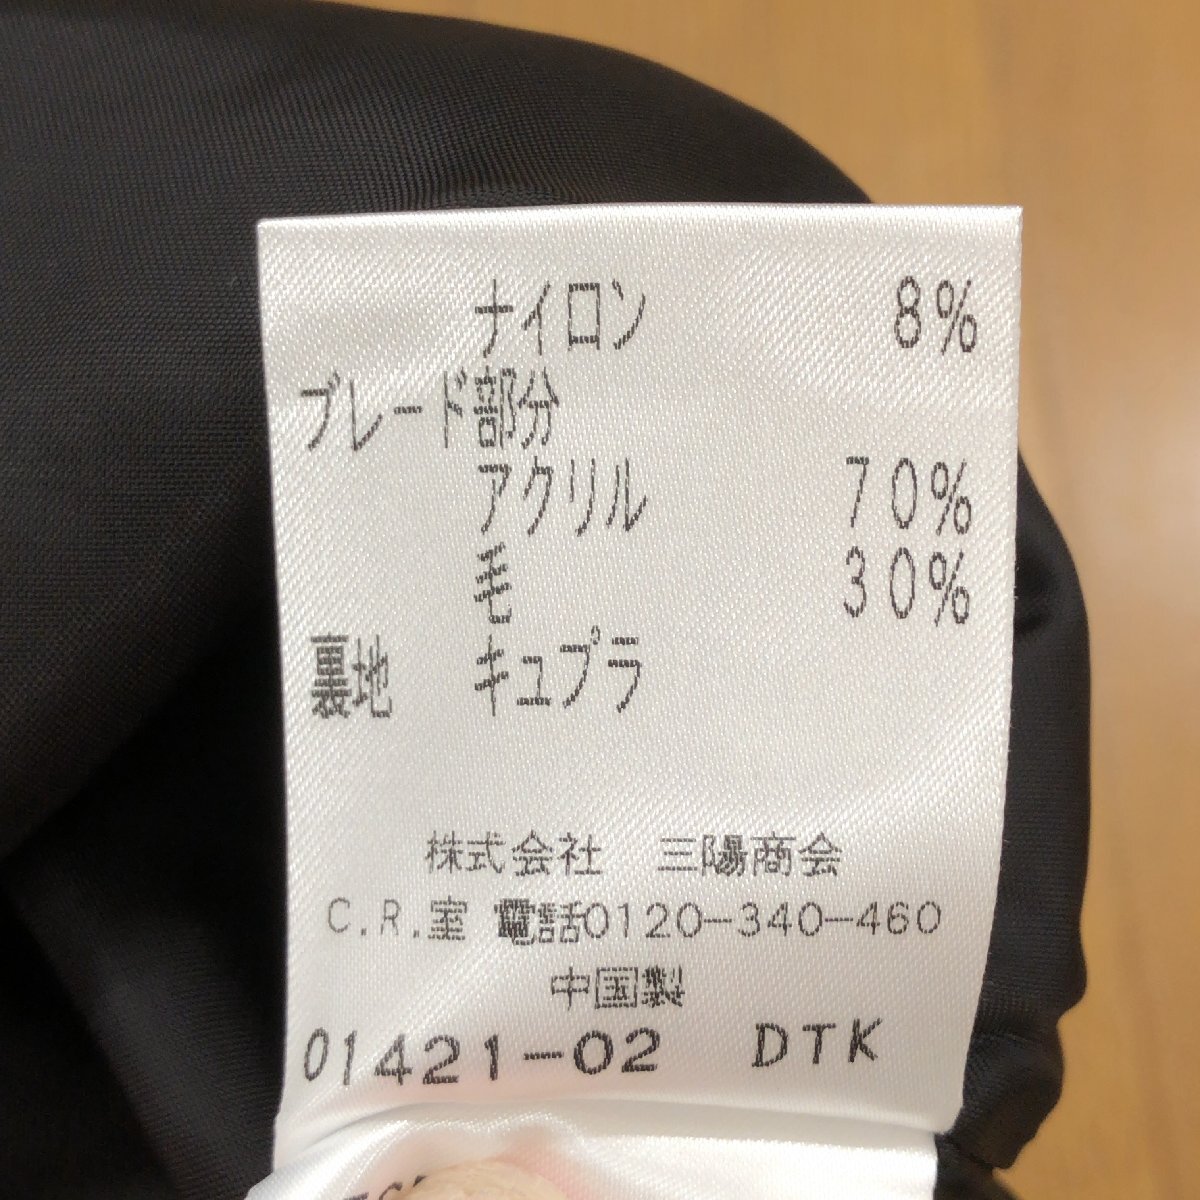 ナイロン 8%
ブレード部分
アクリル 70%
毛 30%
裏地 キュプラ
株式会社 三陽商会
C.R.室 電話0120-340-460
中国製
01421-02 DTK